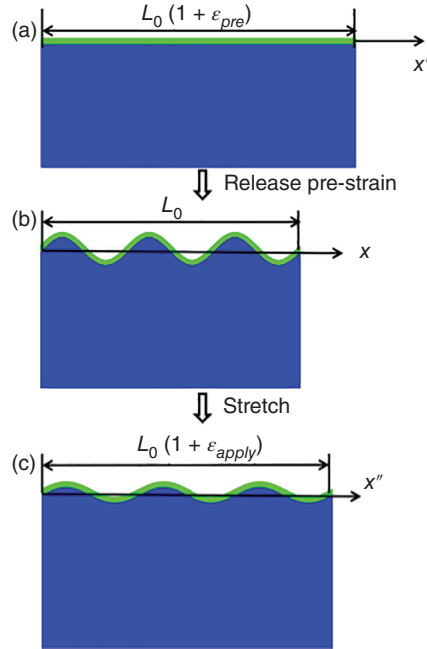 (a)
L₀ (1 + εpre)
x'
Release pre-strain
(b)
L₀
x
Stretch
(c)
L₀ (1 + εapply)
x″